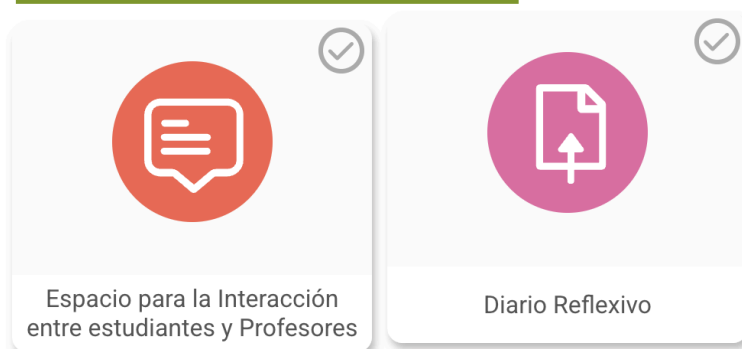 Espacio para la Interacción
entre estudiantes y Profesores
Diario Reflexivo